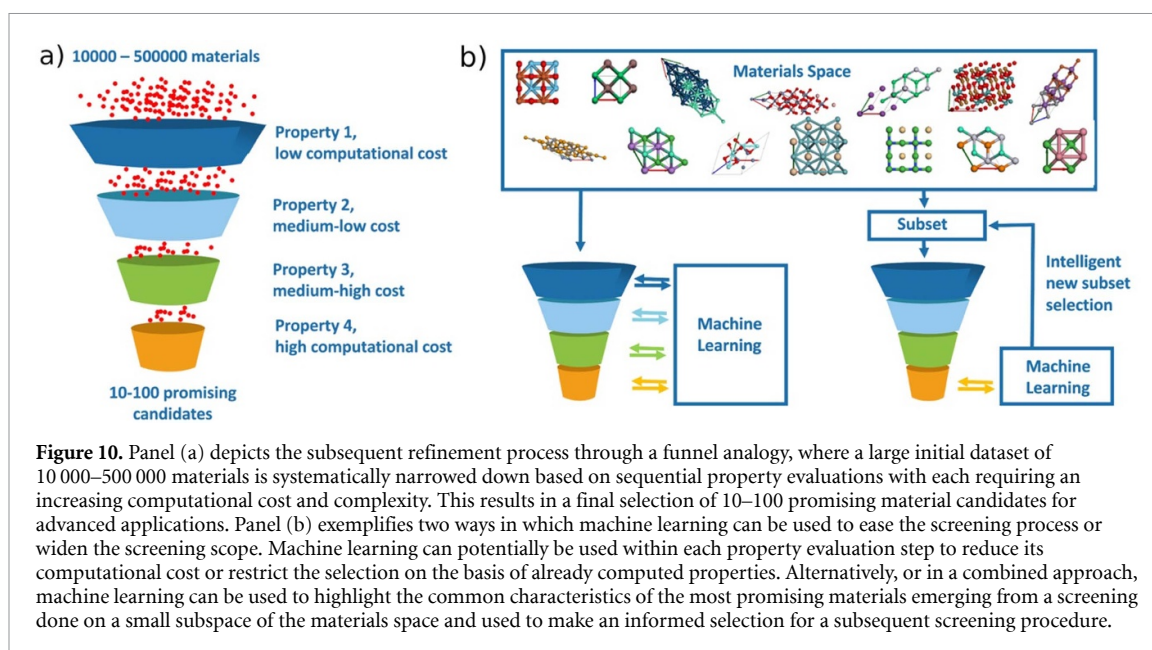 a)
10000 – 500000 materials
Property 1,
low computational cost
Property 2,
medium-low cost
Property 3,
medium-high cost
Property 4,
high computational cost
10-100 promising
candidates
b)
Materials Space
Subset
Machine
Learning
Intelligent
new subset
selection
Machine
Learning
Figure 10. Panel (a) depicts the subsequent refinement process through a funnel analogy, where a large initial dataset of
10 000–500 000 materials is systematically narrowed down based on sequential property evaluations with each requiring an
increasing computational cost and complexity. This results in a final selection of 10–100 promising material candidates for
advanced applications. Panel (b) exemplifies two ways in which machine learning can be used to ease the screening process or
widen the screening scope. Machine learning can potentially be used within each property evaluation step to reduce its
computational cost or restrict the selection on the basis of already computed properties. Alternatively, or in a combined approach,
machine learning can be used to highlight the common characteristics of the most promising materials emerging from a screening
done on a small subspace of the materials space and used to make an informed selection for a subsequent screening procedure.